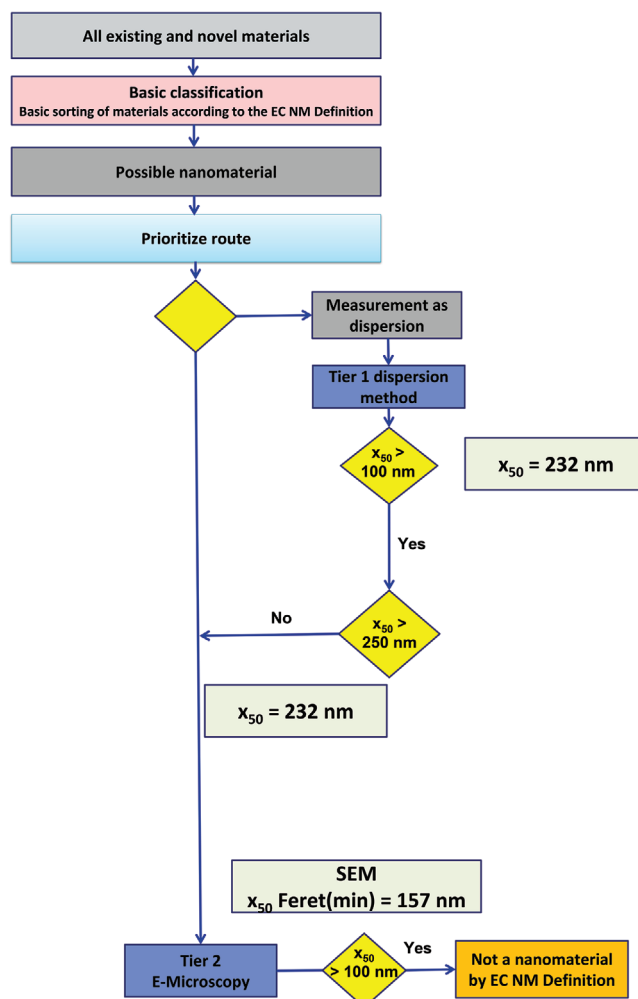 All existing and novel materials
Basic classification
Basic sorting of materials according to the EC NM Definition
Possible nanomaterial
Prioritize route
Measurement as
dispersion
Tier 1 dispersion
method
x₅₀ >
100 nm
x₅₀ = 232 nm
Yes
x₅₀ >
250 nm
No
x₅₀ = 232 nm
SEM
x₅₀ Feret(min) = 157 nm
Tier 2
E-Microscopy
x₅₀
> 100 nm
Yes
Not a nanomaterial
by EC NM Definition